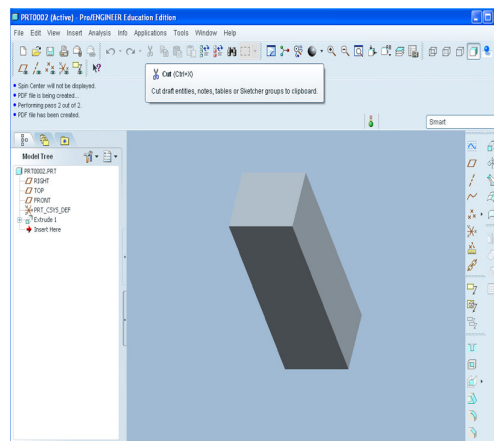 PRT0002 (Active) - Pro/ENGINEER Education Edition
File Edit View Insert Analysis Info Applications Tools Window Help
Cut (Ctrl+X)
Cut draft entities, notes, tables or Sketcher groups to clipboard.
• Spin Center will not be displayed.
• PDF file is being created...
• Performing pass 2 out of 2.
• PDF file has been created.
Smart
Model Tree
PRT0002.PRT
RIGHT
TOP
FRONT
PRT_CSYS_DEF
Extrude 1
Insert Here